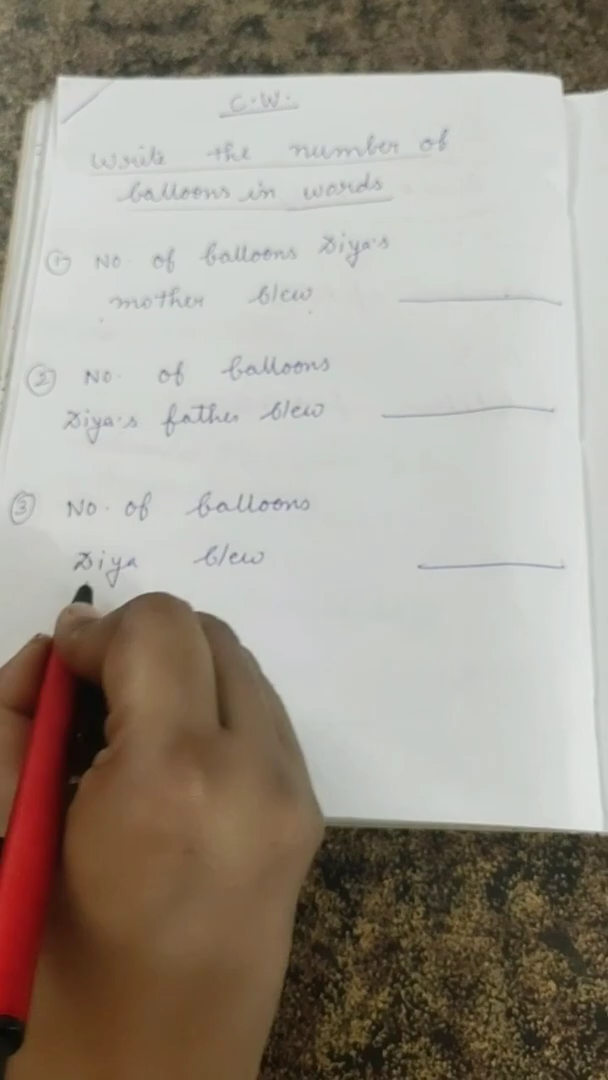 C.W.
Write the number of
balloons in words
① No. of balloons Diya's
mother blew
② No. of balloons
Diya's father blew
③ No. of balloons
Diya blew